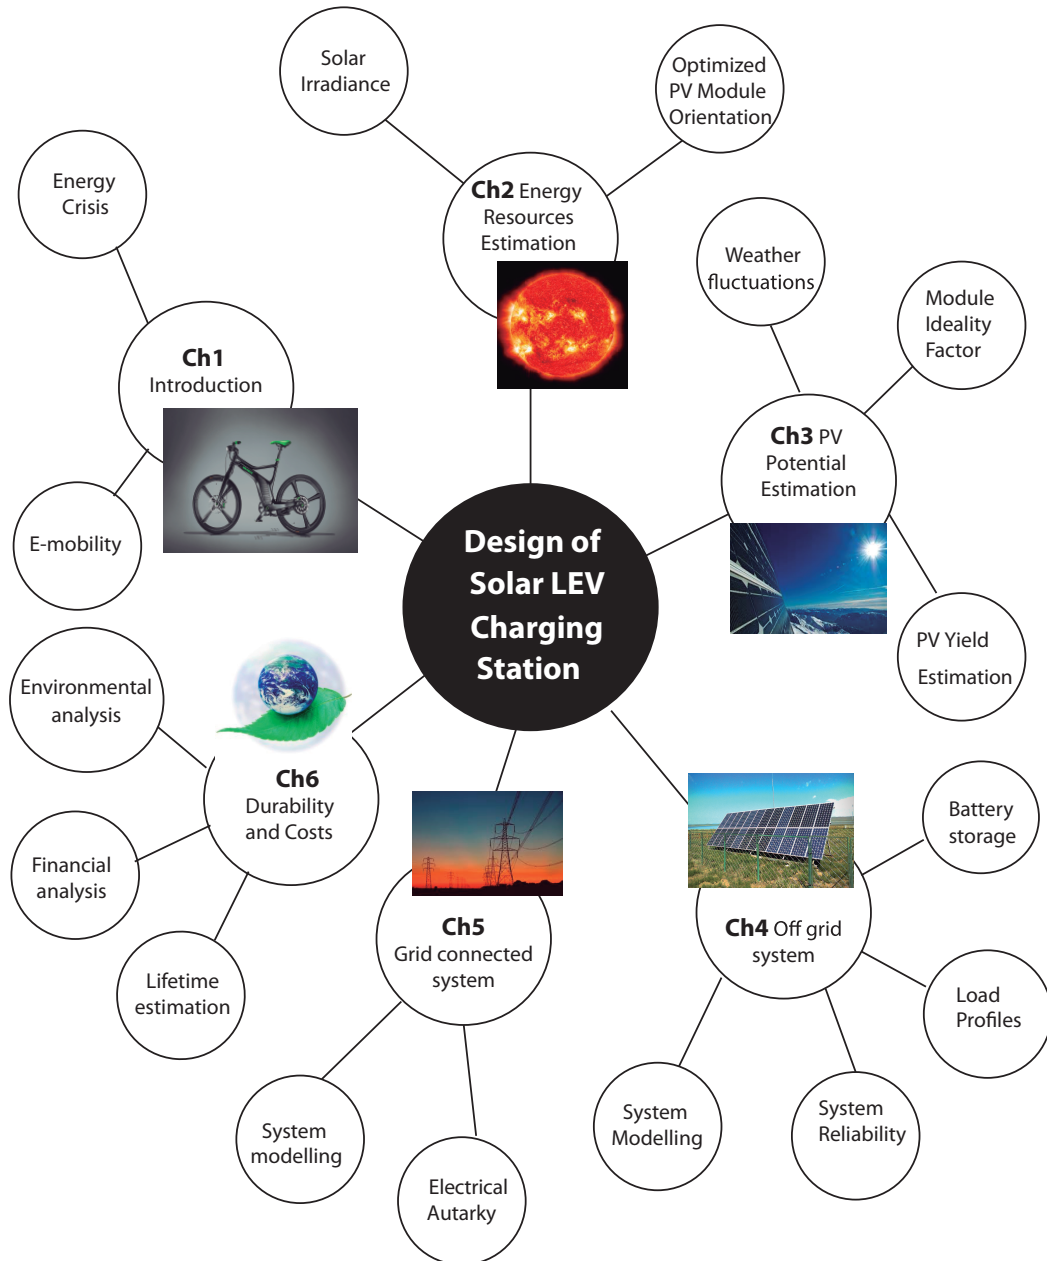 Solar
Irradiance
Optimized
PV Module
Orientation
Ch2 Energy
Resources
Estimation
Energy
Crisis
Ch1
Introduction
E-mobility
Weather
fluctuations
Module
Ideality
Factor
Ch3 PV
Potential
Estimation
PV Yield
Estimation
Design of
Solar LEV
Charging
Station
Environmental
analysis
Ch6
Durability
and Costs
Financial
analysis
Lifetime
estimation
Ch5
Grid connected
system
System
modelling
Electrical
Autarky
Ch4 Off grid
system
Battery
storage
Load
Profiles
System
Reliability
System
Modelling